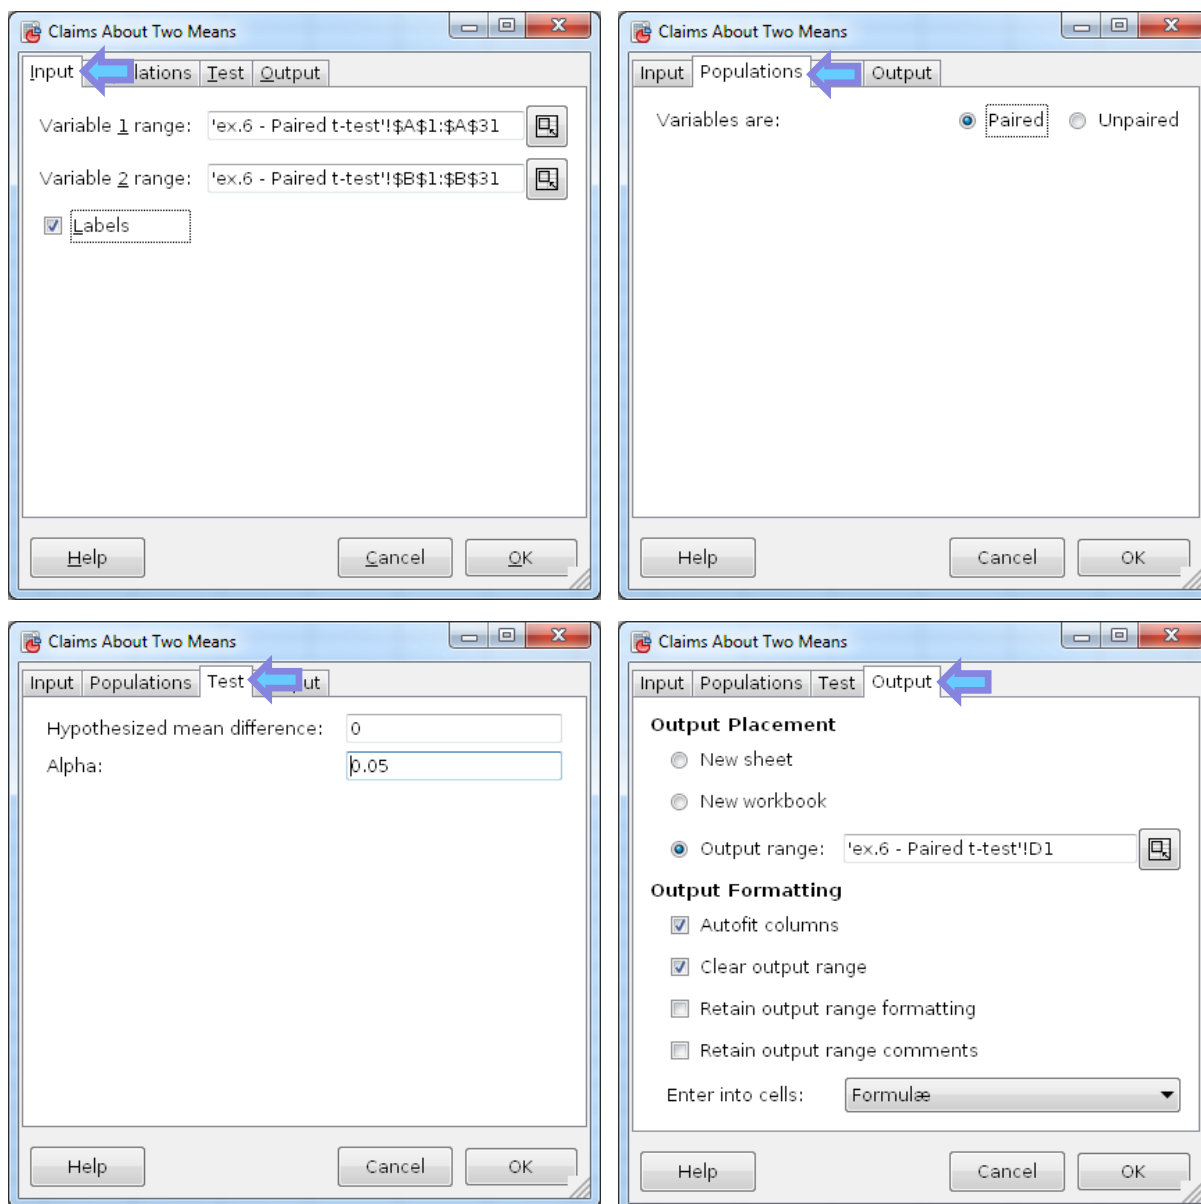 Claims About Two Means
Input lations Test Output
Variable 1 range: 'ex.6 - Paired t-test'!$A$1:$A$31
Variable 2 range: 'ex.6 - Paired t-test'!$B$1:$B$31
Labels
Help Cancel OK
Claims About Two Means
Input Populations Output
Variables are: Paired Unpaired
Help Cancel OK
Claims About Two Means
Input Populations Test ut
Hypothesized mean difference: 0
Alpha: 0.05
Help Cancel OK
Claims About Two Means
Input Populations Test Output
Output Placement
New sheet
New workbook
Output range: 'ex.6 - Paired t-test'!D1
Output Formatting
Autofit columns
Clear output range
Retain output range formatting
Retain output range comments
Enter into cells: Formulæ
Help Cancel OK